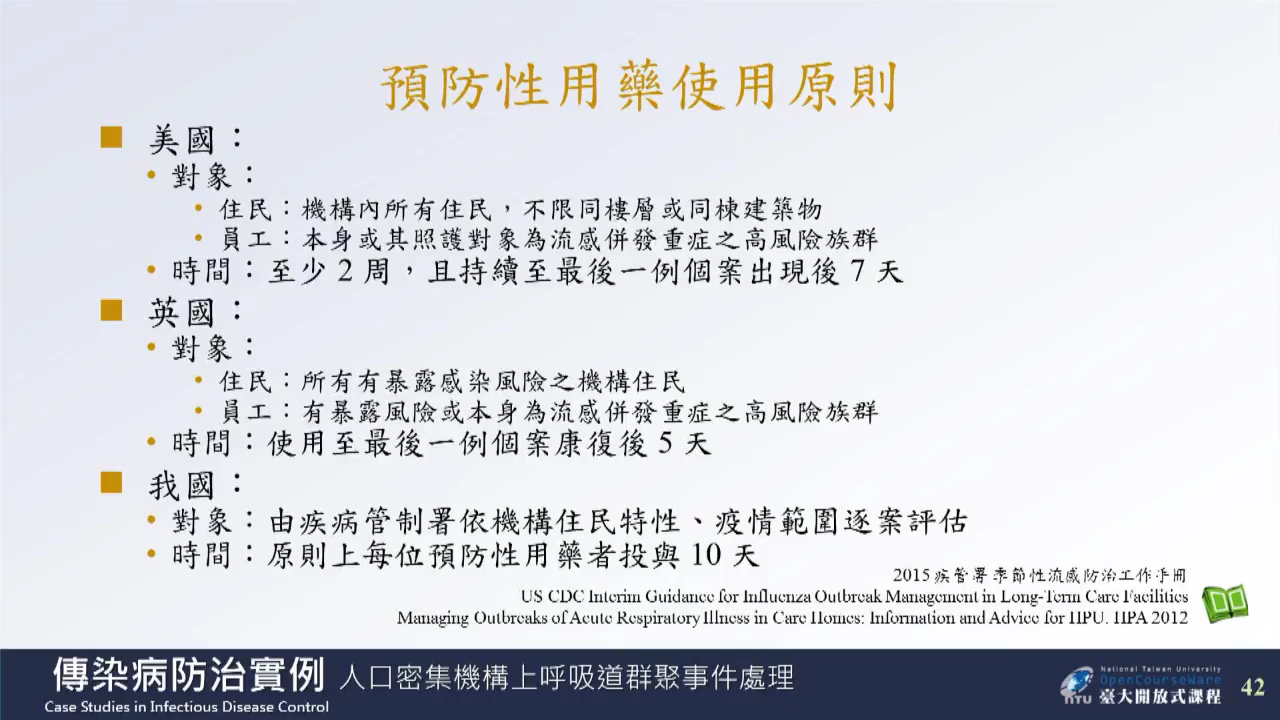 預防性用藥使用原則
美國：
對象：
住民：機構內所有住民，不限同樓層或同棟建築物
員工：本身或其照護對象為流感併發重症之高風險族群
時間：至少 2 周，且持續至最後一例個案出現後 7 天
英國：
對象：
住民：所有有暴露感染風險之機構住民
員工：有暴露風險或本身為流感併發重症之高風險族群
時間：使用至最後一例個案康復後 5 天
我國：
對象：由疾病管制署依機構住民特性、疫情範圍逐案評估
時間：原則上每位預防性用藥者投與 10 天
2015 疾管署季節性流感防治工作手冊
US CDC Interim Guidance for Influenza Outbreak Management in Long-Term Care Facilities
Managing Outbreaks of Acute Respiratory Illness in Care Homes: Information and Advice for HPU. HPA 2012
傳染病防治實例 人口密集機構上呼吸道群聚事件處理
Case Studies in Infectious Disease Control
National Taiwan University
OpenCourseWare
NTU 臺大開放式課程
42